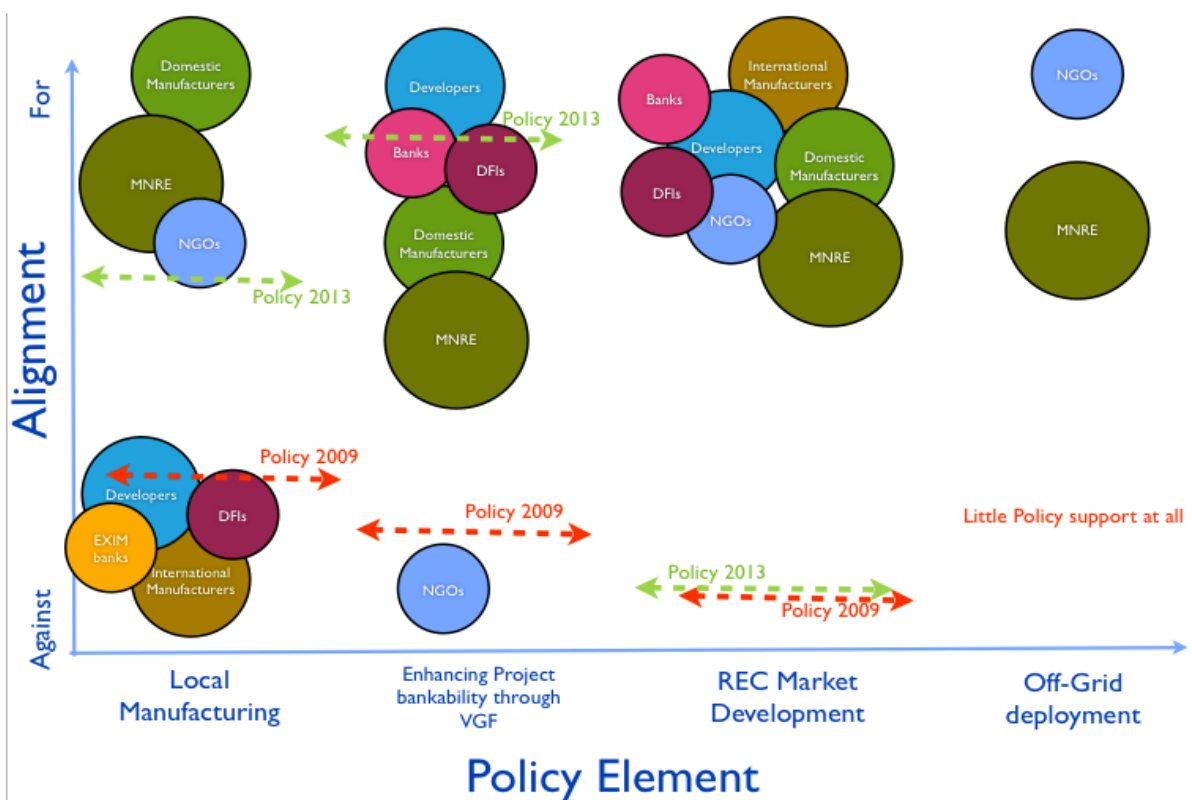 For
Alignment
Against
Domestic
Manufacturers
MNRE
NGOs
Policy 2013
Policy 2009
Developers
DFIs
EXIM
banks
International
Manufacturers
Developers
Policy 2013
Banks
DFIs
Domestic
Manufacturers
MNRE
Policy 2009
NGOs
International
Manufacturers
Banks
Developers
Domestic
Manufacturers
DFIs
NGOs
MNRE
Policy 2013
Policy 2009
NGOs
MNRE
Little Policy support at all
Local
Manufacturing
Enhancing Project
bankability through
VGF
REC Market
Development
Off-Grid
deployment
Policy Element